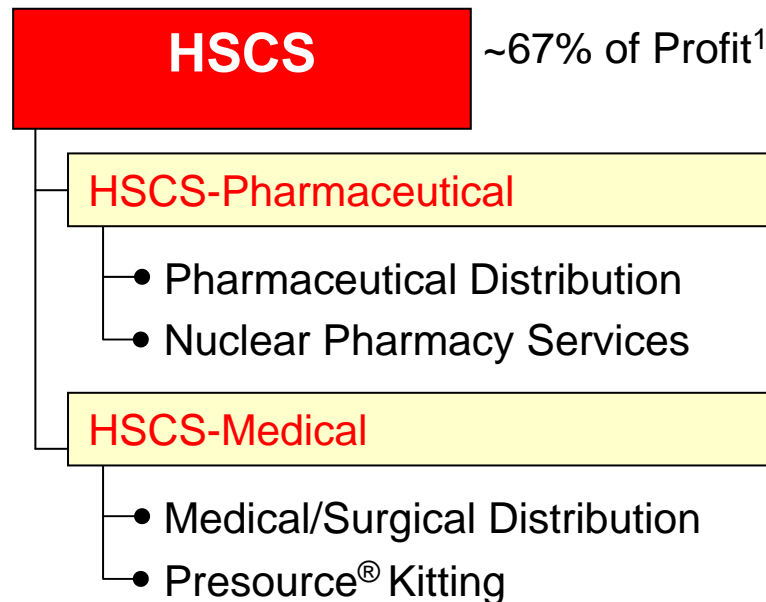 HSCS
~67% of Profit¹
HSCS-Pharmaceutical
Pharmaceutical Distribution
Nuclear Pharmacy Services
HSCS-Medical
Medical/Surgical Distribution
Presource® Kitting